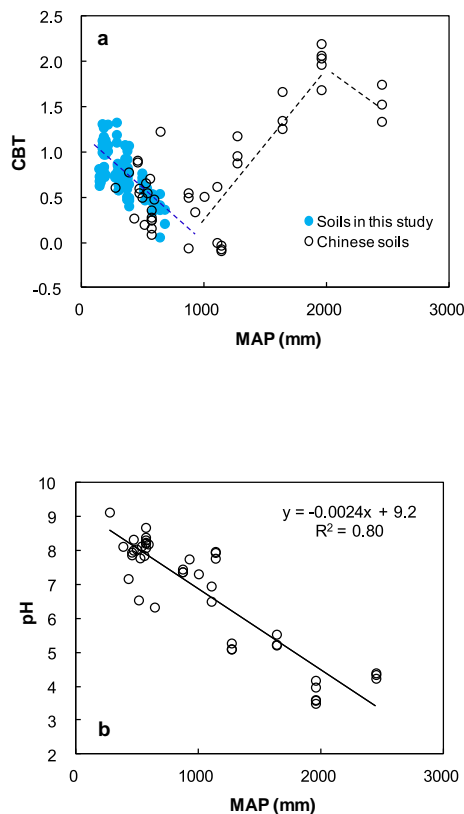 a
2.5
2.0
1.5
CBT
1.0
0.5
0.0
-0.5
Soils in this study
Chinese soils
0 1000 2000 3000
MAP (mm)
10
9
8
7
pH
6
5
4
3
2
y = -0.0024x + 9.2
R² = 0.80
b
0 1000 2000 3000
MAP (mm)